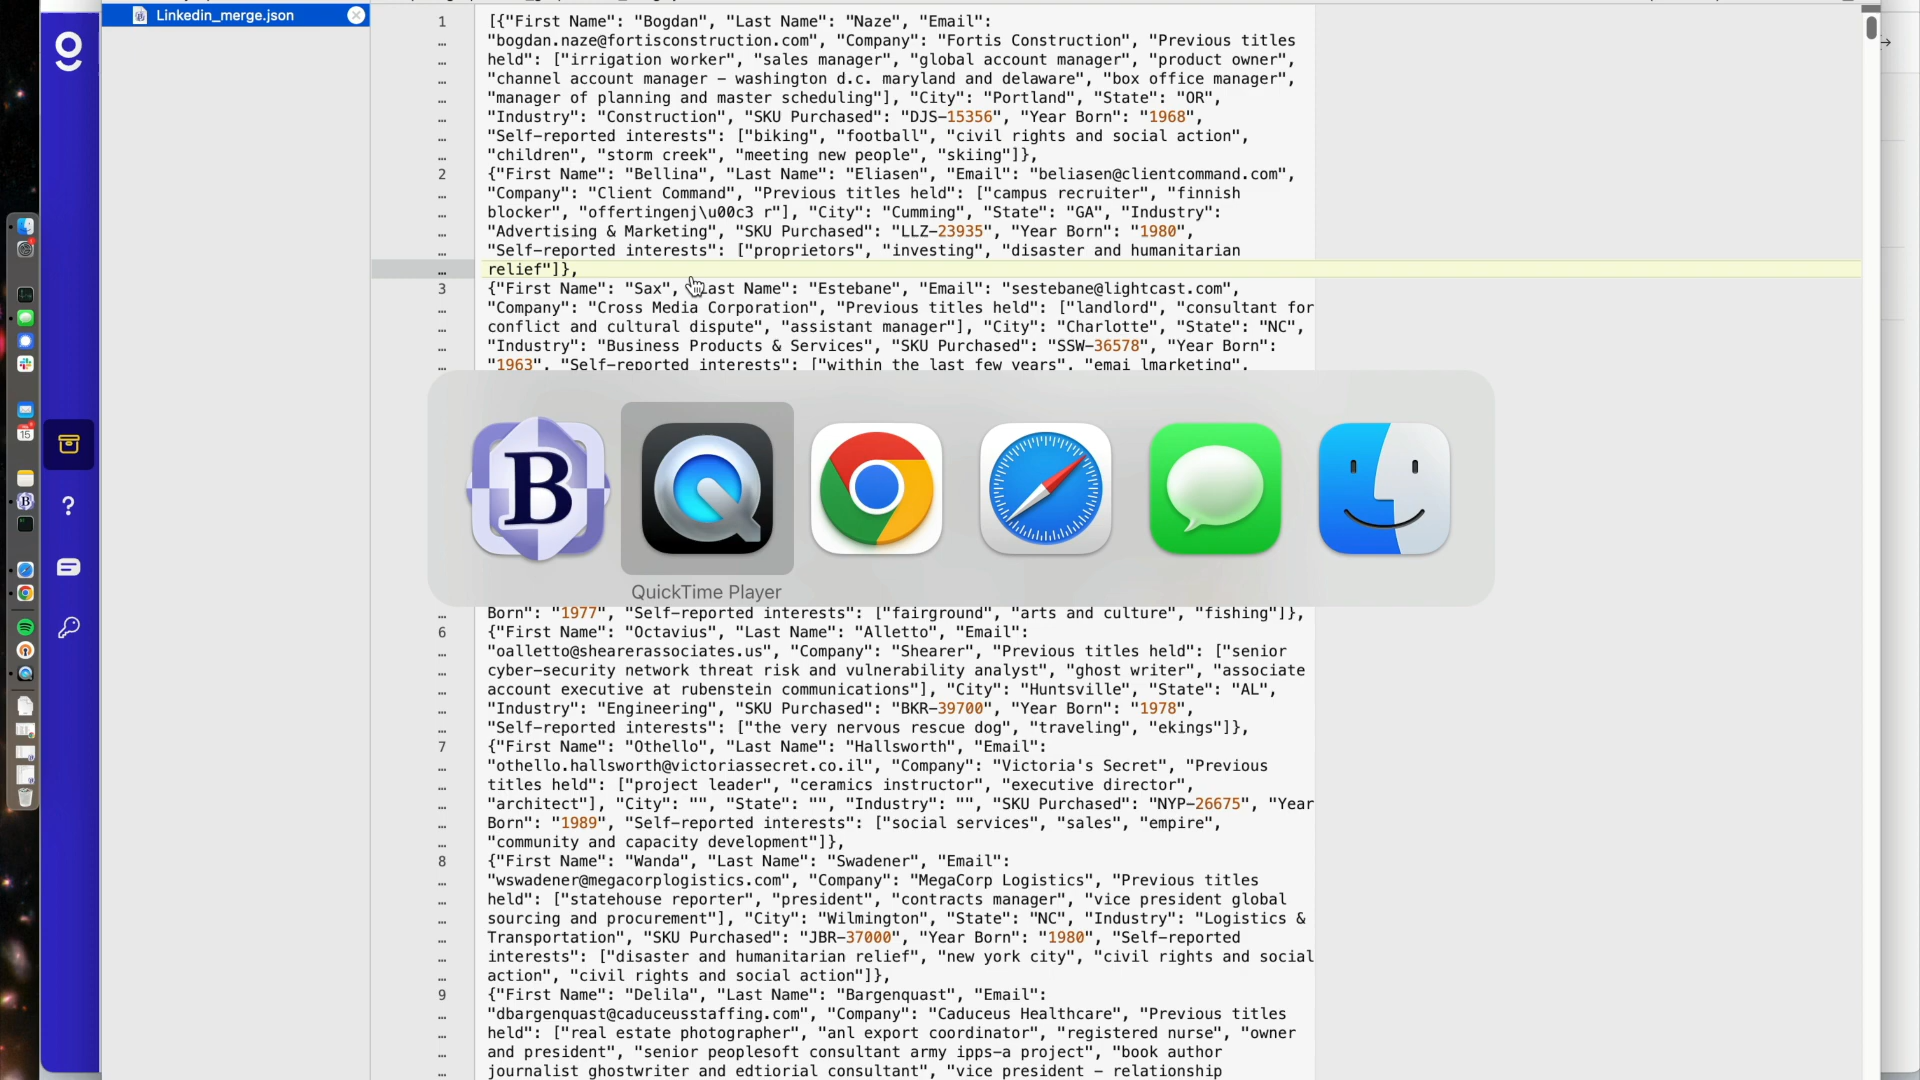 Linkedin_merge.json
1 [{"First Name": "Bogdan", "Last Name": "Naze", "Email":
… "bogdan.naze@fortisconstruction.com", "Company": "Fortis Construction", "Previous titles
… held": ["irrigation worker", "sales manager", "global account manager", "product owner",
… "channel account manager – washington d.c. maryland and delaware", "box office manager",
… "manager of planning and master scheduling"], "City": "Portland", "State": "OR",
… "Industry": "Construction", "SKU Purchased": "DJS-15356", "Year Born": "1968",
… "Self-reported interests": ["biking", "football", "civil rights and social action",
… "children", "storm creek", "meeting new people", "skiing"]},
2 {"First Name": "Bellina", "Last Name": "Eliasen", "Email": "beliasen@clientcommand.com",
… "Company": "Client Command", "Previous titles held": ["campus recruiter", "finnish
… blocker", "offertingenj\u00c3 r"], "City": "Cumming", "State": "GA", "Industry":
… "Advertising & Marketing", "SKU Purchased": "LLZ-23935", "Year Born": "1980",
… "Self-reported interests": ["proprietors", "investing", "disaster and humanitarian
… relief"]},
3 {"First Name": "Sax", "Last Name": "Estebane", "Email": "sestebane@lightcast.com",
… "Company": "Cross Media Corporation", "Previous titles held": ["landlord", "consultant for
… conflict and cultural dispute", "assistant manager"], "City": "Charlotte", "State": "NC",
… "Industry": "Business Products & Services", "SKU Purchased": "SSW-36578", "Year Born":
… "1963", "Self-reported interests": ["within the last few years", "emai lmarketing",
QuickTime Player
… Born": "1977", "Self-reported interests": ["fairground", "arts and culture", "fishing"]},
6 {"First Name": "Octavius", "Last Name": "Alletto", "Email":
… "oalletto@shearerassociates.us", "Company": "Shearer", "Previous titles held": ["senior
… cyber-security network threat risk and vulnerability analyst", "ghost writer", "associate
… account executive at rubenstein communications"], "City": "Huntsville", "State": "AL",
… "Industry": "Engineering", "SKU Purchased": "BKR-39700", "Year Born": "1978",
… "Self-reported interests": ["the very nervous rescue dog", "traveling", "ekings"]},
7 {"First Name": "Othello", "Last Name": "Hallsworth", "Email":
… "othello.hallsworth@victoriassecret.co.il", "Company": "Victoria's Secret", "Previous
… titles held": ["project leader", "ceramics instructor", "executive director",
… "architect"], "City": "", "State": "", "Industry": "", "SKU Purchased": "NYP-26675", "Year
… Born": "1989", "Self-reported interests": ["social services", "sales", "empire",
… "community and capacity development"]},
8 {"First Name": "Wanda", "Last Name": "Swadener", "Email":
… "wswadener@megacorplogistics.com", "Company": "MegaCorp Logistics", "Previous titles
… held": ["statehouse reporter", "president", "contracts manager", "vice president global
… sourcing and procurement"], "City": "Wilmington", "State": "NC", "Industry": "Logistics &
… Transportation", "SKU Purchased": "JBR-37000", "Year Born": "1980", "Self-reported
… interests": ["disaster and humanitarian relief", "new york city", "civil rights and social
… action", "civil rights and social action"]},
9 {"First Name": "Delila", "Last Name": "Bargenquast", "Email":
… "dbargenquast@caduceusstaffing.com", "Company": "Caduceus Healthcare", "Previous titles
… held": ["real estate photographer", "anl export coordinator", "registered nurse", "owner
… and president", "senior peoplesoft consultant army ipps-a project", "book author
… journalist ghostwriter and edtiorial consultant", "vice president – relationship